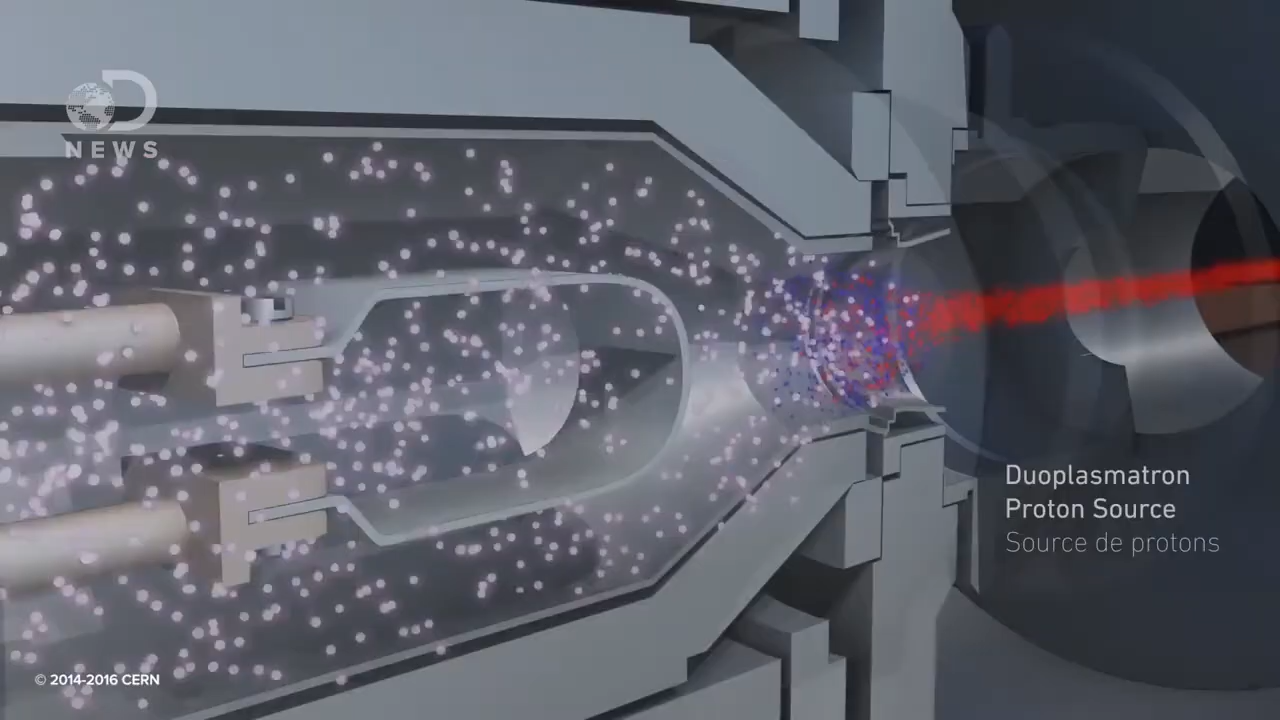 NEWS
Duoplasmatron
Proton Source
Source de protons
© 2014-2016 CERN